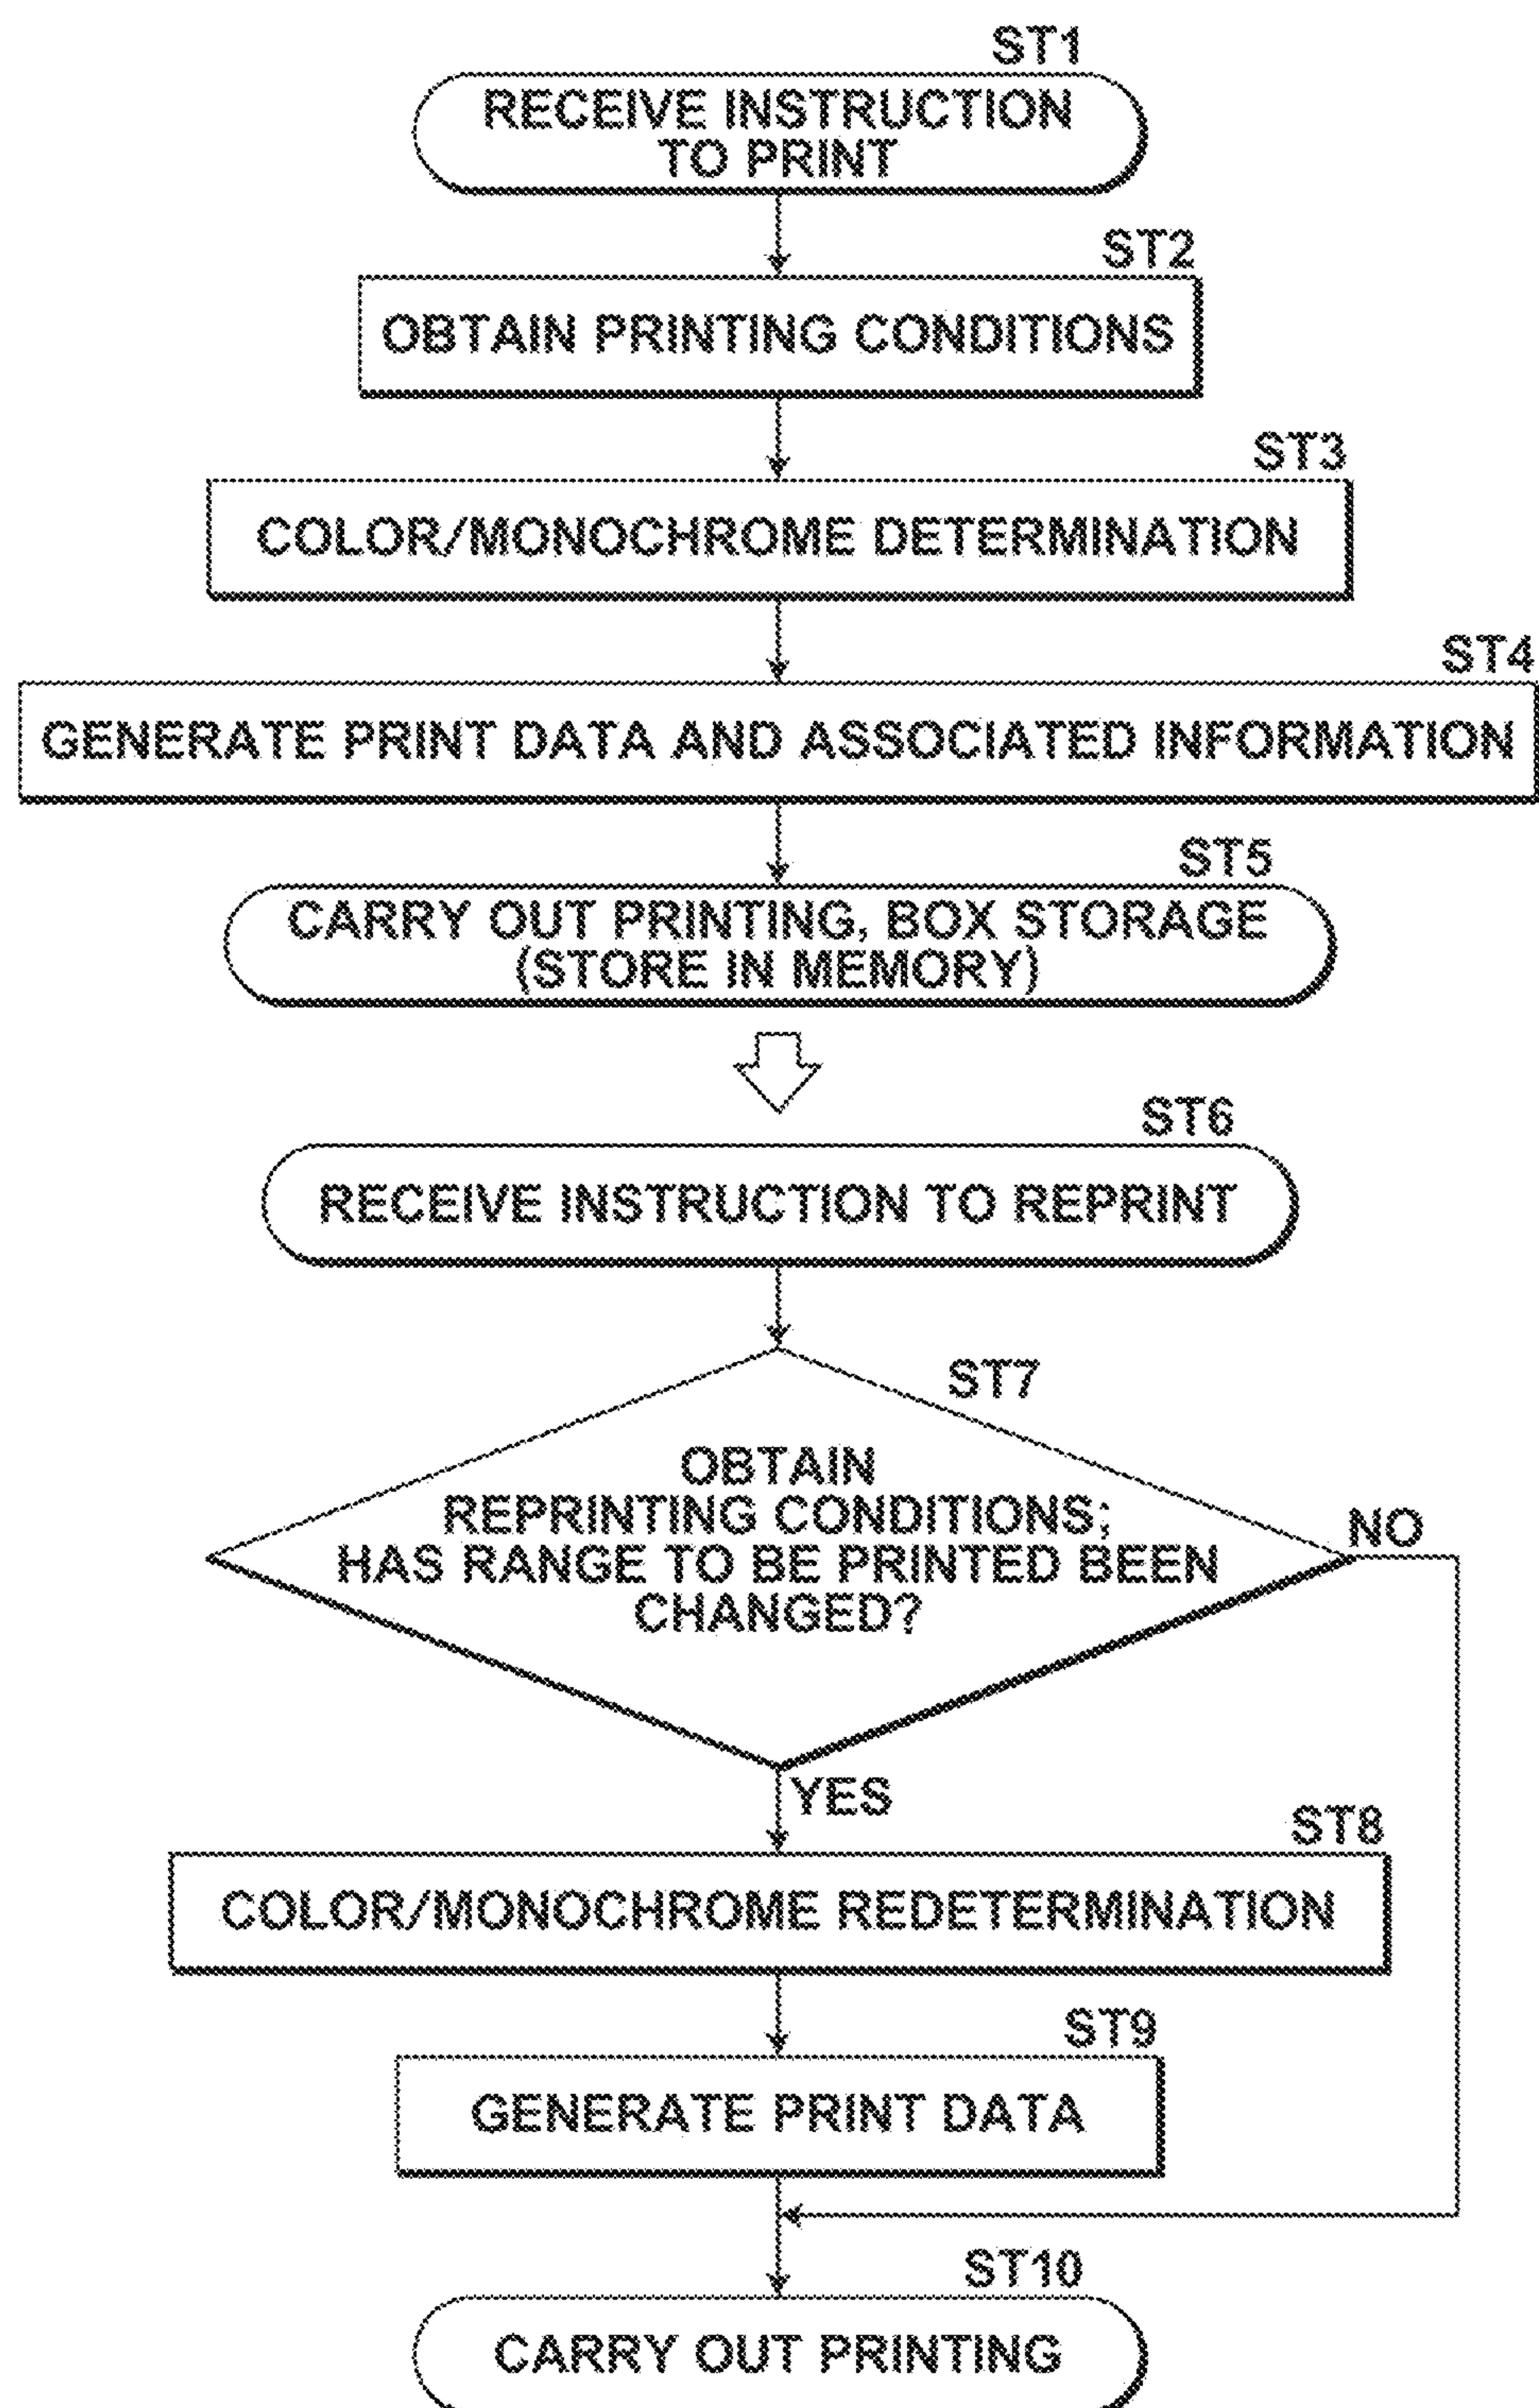 ST1
RECEIVE INSTRUCTION
TO PRINT
ST2
OBTAIN PRINTING CONDITIONS
ST3
COLOR/MONOCHROME DETERMINATION
ST4
GENERATE PRINT DATA AND ASSOCIATED INFORMATION
ST5
CARRY OUT PRINTING, BOX STORAGE
(STORE IN MEMORY)
ST6
RECEIVE INSTRUCTION TO REPRINT
ST7
OBTAIN
REPRINTING CONDITIONS;
HAS RANGE TO BE PRINTED BEEN
CHANGED?
NO
YES
ST8
COLOR/MONOCHROME REDETERMINATION
ST9
GENERATE PRINT DATA
ST10
CARRY OUT PRINTING